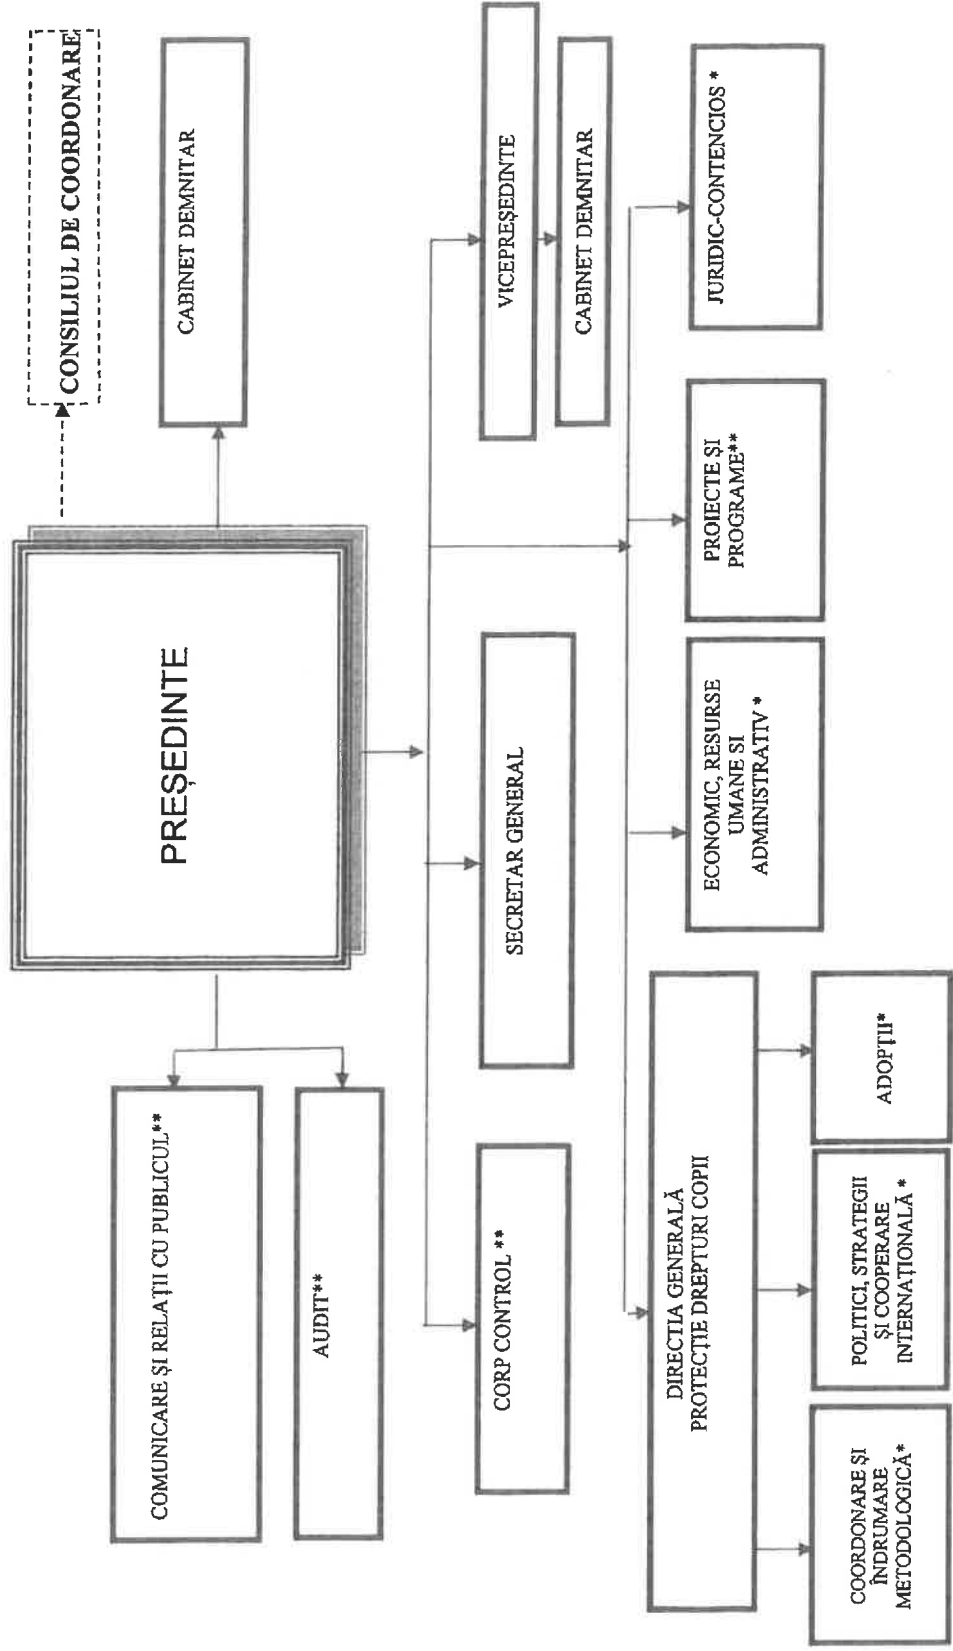 CONSILIUL DE COORDONARE
PREȘEDINTE
CABINET DEMNITAR
COMUNICARE ȘI RELAȚII CU PUBLICUL**
AUDIT**
CORP CONTROL **
SECRETAR GENERAL
VICEPREȘEDINTE
CABINET DEMNITAR
DIRECTIA GENERALĂ
PROTECȚIE DREPTURI COPII
ECONOMIC, RESURSE
UMANE SI
ADMINISTRATIV *
PROIECTE ȘI
PROGRAME**
JURIDIC-CONTENCIOS *
COORDONARE ȘI
ÎNDRUMARE
METODOLOGICĂ*
POLITICI, STRATEGII
ȘI COOPERARE
INTERNAȚIONALĂ *
ADOPȚII*